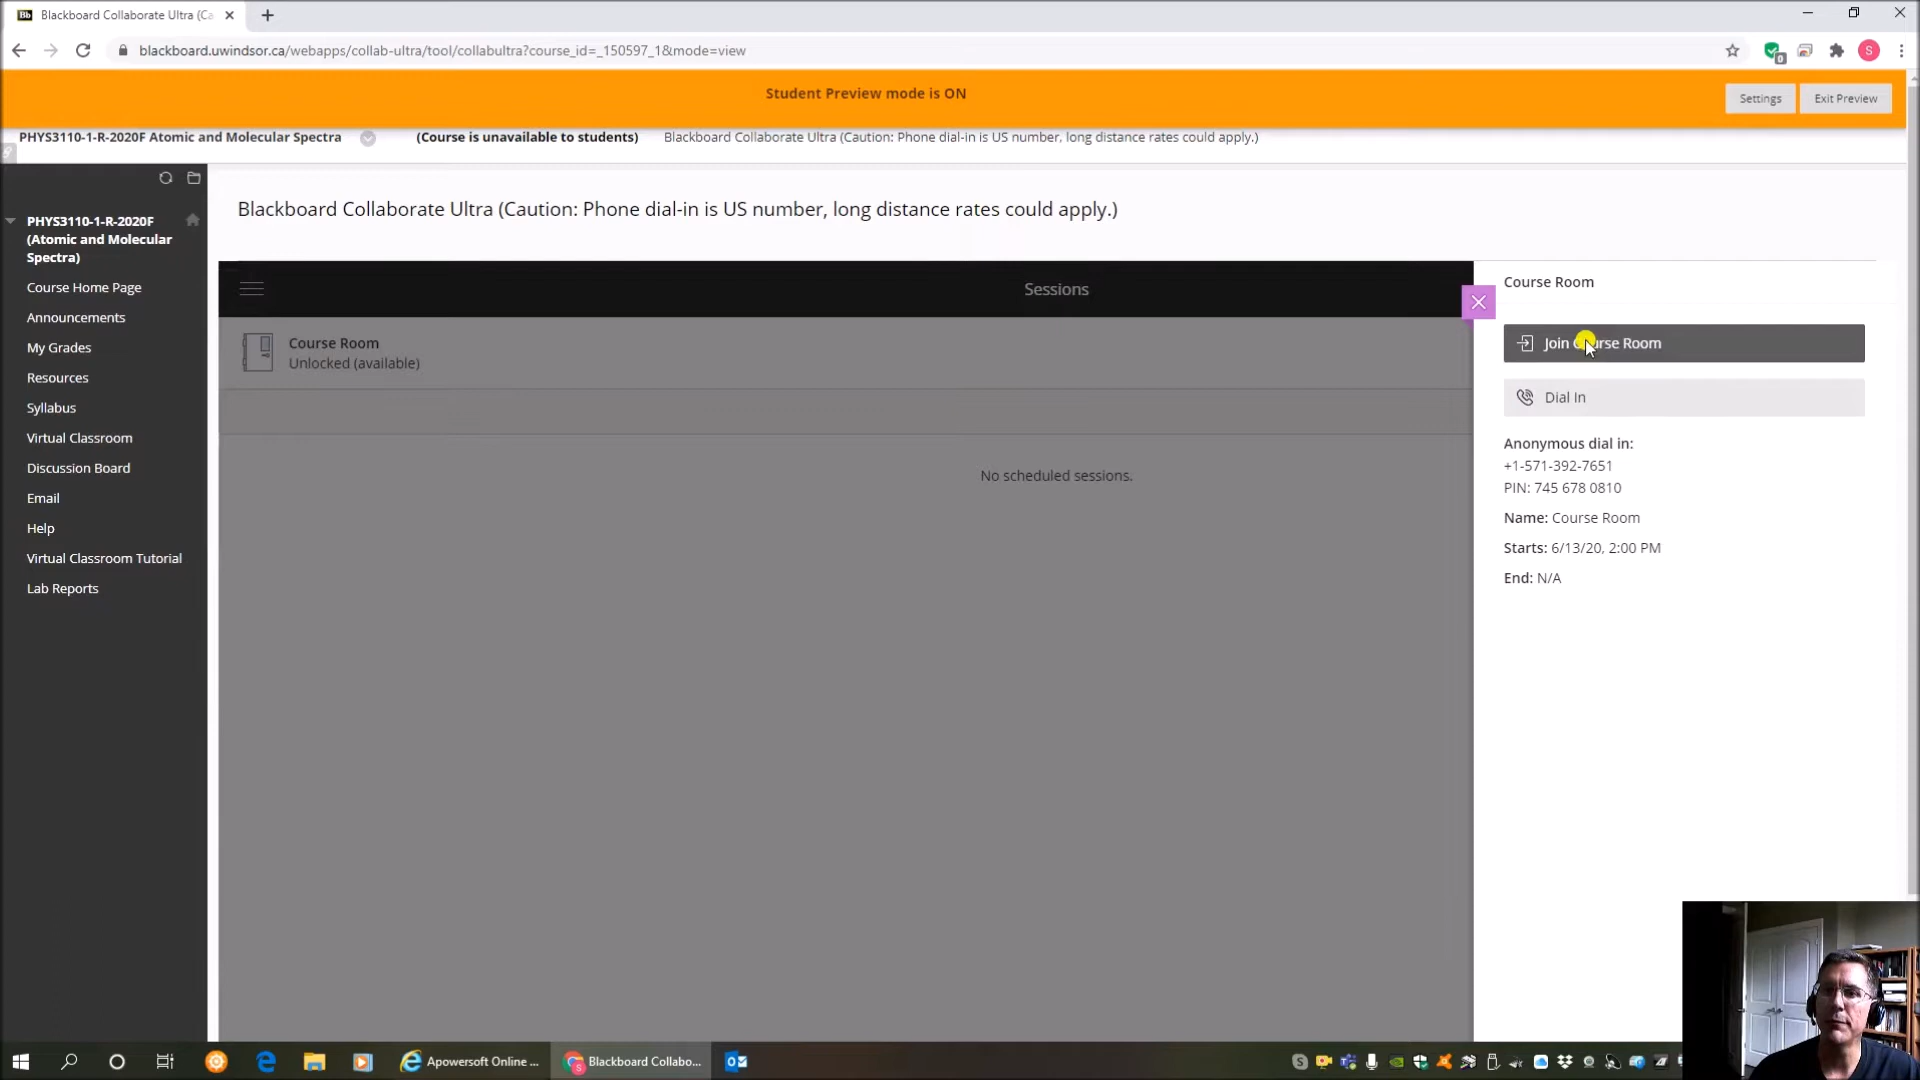 Blackboard Collaborate Ultra (Ca
blackboard.uwindsor.ca/webapps/collab-ultra/tool/collabultra?course_id=_150597_1&mode=view
S
Student Preview mode is ON
Settings
Exit Preview
PHYS3110-1-R-2020F Atomic and Molecular Spectra
(Course is unavailable to students)
Blackboard Collaborate Ultra (Caution: Phone dial-in is US number, long distance rates could apply.)
PHYS3110-1-R-2020F
(Atomic and Molecular
Spectra)
Course Home Page
Announcements
My Grades
Resources
Syllabus
Virtual Classroom
Discussion Board
Email
Help
Virtual Classroom Tutorial
Lab Reports
Blackboard Collaborate Ultra (Caution: Phone dial-in is US number, long distance rates could apply.)
Sessions
Course Room
Unlocked (available)
No scheduled sessions.
Course Room
Join Course Room
Dial In
Anonymous dial in:
+1-571-392-7651
PIN: 745 678 0810
Name: Course Room
Starts: 6/13/20, 2:00 PM
End: N/A
Apowersoft Online ...
Blackboard Collabo...